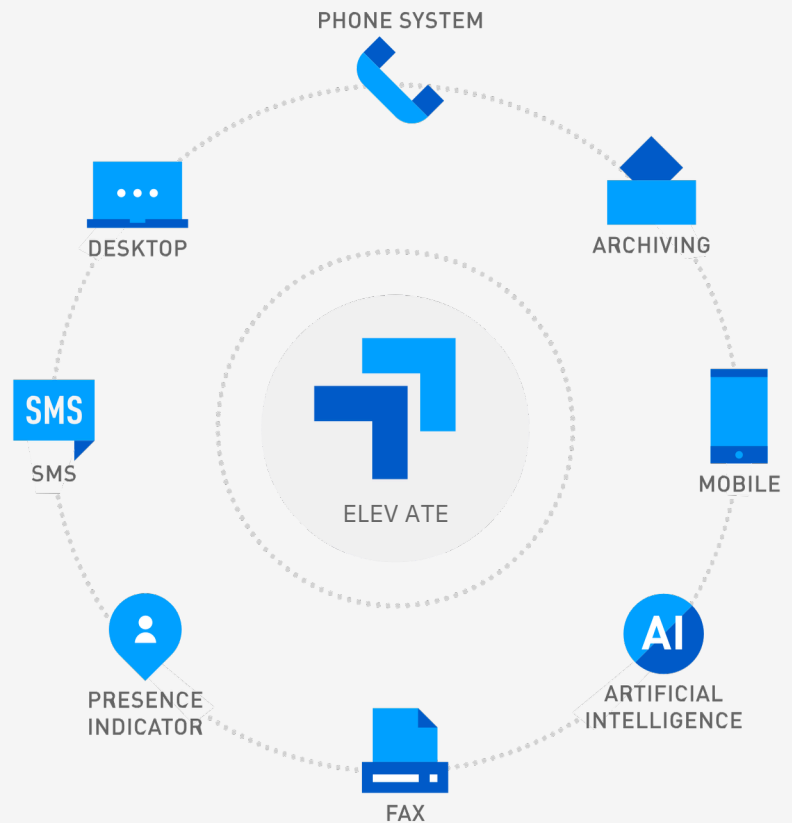 PHONE SYSTEM
DESKTOP
ARCHIVING
SMS
SMS
ELEV ATE
MOBILE
AI
PRESENCE
INDICATOR
ARTIFICIAL
INTELLIGENCE
FAX